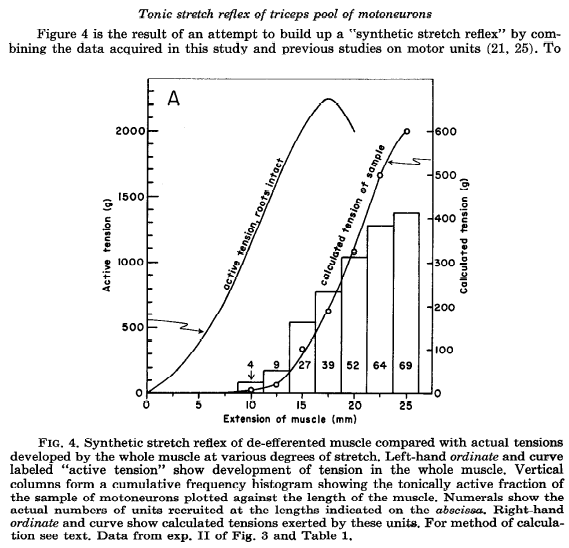 Tonic stretch reflex of triceps pool of motoneurons
Figure 4 is the result of an attempt to build up a "synthetic stretch reflex" by com-
bining the data acquired in this study and previous studies on motor units (21, 25). To
A
2000
1500
1000
500
0
Active tension (g)
active tension, roots intact
calculated tension of sample
600
500
400
300
200
100
0
Calculated tension (g)
4
9
27
39
52
64
69
0 5 10 15 20 25
Extension of muscle (mm)
FIG. 4. Synthetic stretch reflex of de-efferented muscle compared with actual tensions
developed by the whole muscle at various degrees of stretch. Left-hand ordinate and curve
labeled "active tension" show development of tension in the whole muscle. Vertical
columns form a cumulative frequency histogram showing the tonically active fraction of
the sample of motoneurons plotted against the length of the muscle. Numerals show the
actual numbers of units recruited at the lengths indicated on the abscissa. Right-hand
ordinate and curve show calculated tensions exerted by these units. For method of calcula-
tion see text. Data from exp. II of Fig. 3 and Table 1.